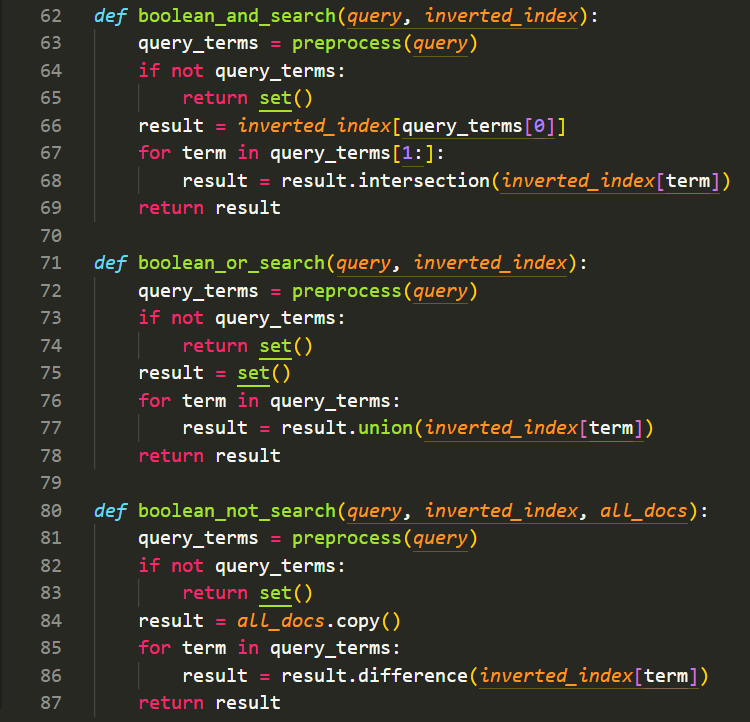 62 def boolean_and_search(query, inverted_index):
63     query_terms = preprocess(query)
64     if not query_terms:
65         return set()
66     result = inverted_index[query_terms[0]]
67     for term in query_terms[1:]:
68         result = result.intersection(inverted_index[term])
69     return result
70
71 def boolean_or_search(query, inverted_index):
72     query_terms = preprocess(query)
73     if not query_terms:
74         return set()
75     result = set()
76     for term in query_terms:
77         result = result.union(inverted_index[term])
78     return result
79
80 def boolean_not_search(query, inverted_index, all_docs):
81     query_terms = preprocess(query)
82     if not query_terms:
83         return set()
84     result = all_docs.copy()
85     for term in query_terms:
86         result = result.difference(inverted_index[term])
87     return result